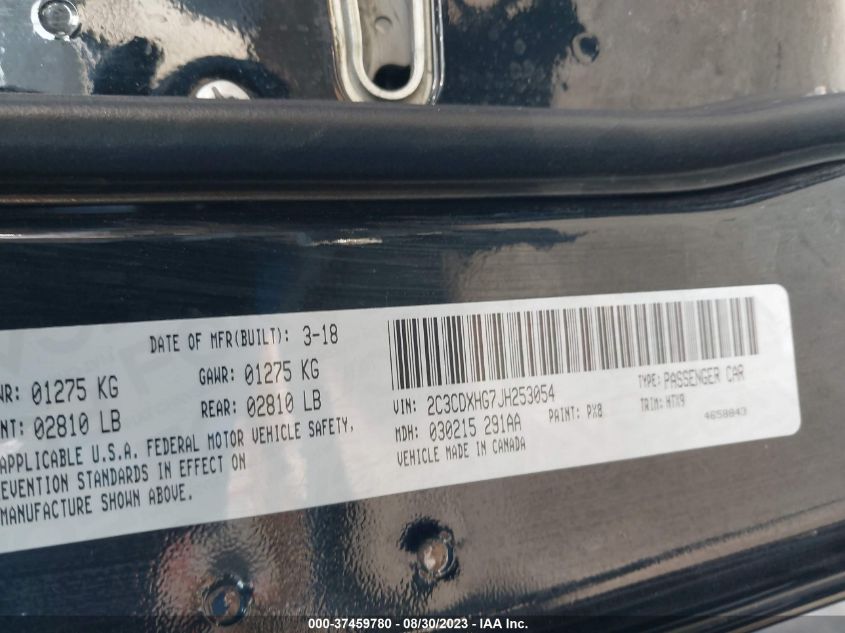 DATE OF MFR(BUILT): 3-18
WR: 01275 KG GAWR: 01275 KG
NT: 02810 LB REAR: 02810 LB
APPLICABLE U.S.A. FEDERAL MOTOR VEHICLE SAFETY,
EVENTION STANDARDS IN EFFECT ON
MANUFACTURE SHOWN ABOVE.
VIN: 2C3CDXHG7JH253054 TYPE: PASSENGER CAR
MDH: 030215 291AA PAINT: PX8 TRIM: HTX9
VEHICLE MADE IN CANADA 4658843
000-37459780 - 08/30/2023 - IAA Inc.